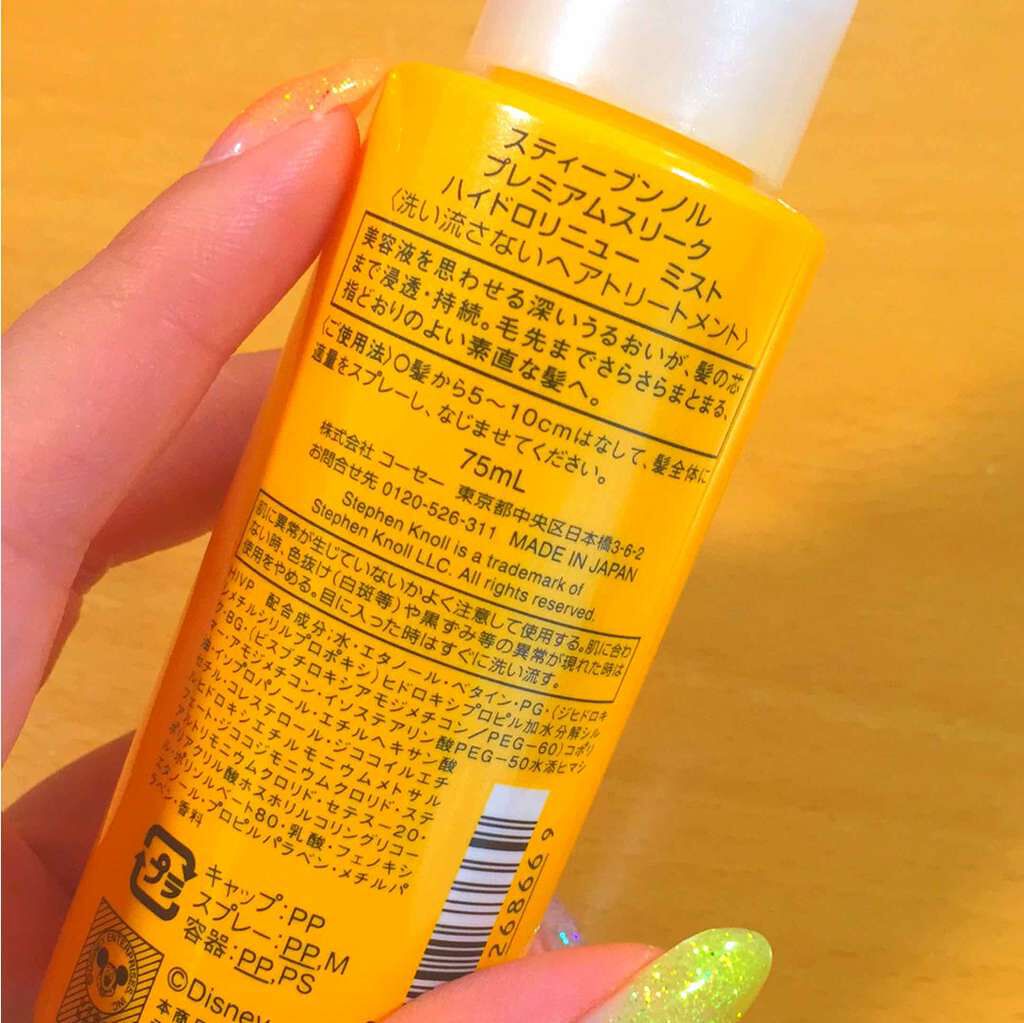 スティーブンノル
プレミアムスリーク
ハイドロリニュー ミスト
〈洗い流さないヘアトリートメント〉
美容液を思わせる深いうるおいが、髪の芯
まで浸透・持続。毛先までさらさらまとまる、
指どおりのよい素直な髪へ。
〈ご使用法〉○髪から5〜10cmはなして、髪全体に
適量をスプレーし、なじませてください。
75mL
株式会社 コーセー 東京都中央区日本橋3-6-2
お問合せ先 0120-526-311 MADE IN JAPAN
Stephen Knoll is a trademark of
Stephen Knoll LLC. All rights reserved.
肌に異常が生じていないかよく注意して使用する。肌に合わ
ない時、色抜け(白斑等)や黒ずみ等の異常が現れた時は
使用をやめる。目に入った時はすぐに洗い流す。
HIVP
配合成分:水・エタノール・ベタイン・PG・(ジヒドロキ
シメチルシリルプロポキシ)ヒドロキシプロピル加水分解シル
ク・BG・(ビスブチロキシアモジメチコン/PEG-60)コポリ
マー・アモジメチコン・イソステアリン酸PEG-50水添ヒマシ
油・イソプロパノール・エチルヘキサン酸
セチル・コレステロール・ジココイルエチ
ルヒドロキシエチルモニウムメトサル
フェート・ジココジモニウムクロリド・ステ
アルトリモニウムクロリド・セテス-20・
ポリアクリル酸・ホスホリルコリングリコー
エタノール・プロピルパラベン・メチルパ
ラベン・香料
プラ
キャップ:PP
スプレー:PP,M
容器:PP,PS
©Disney